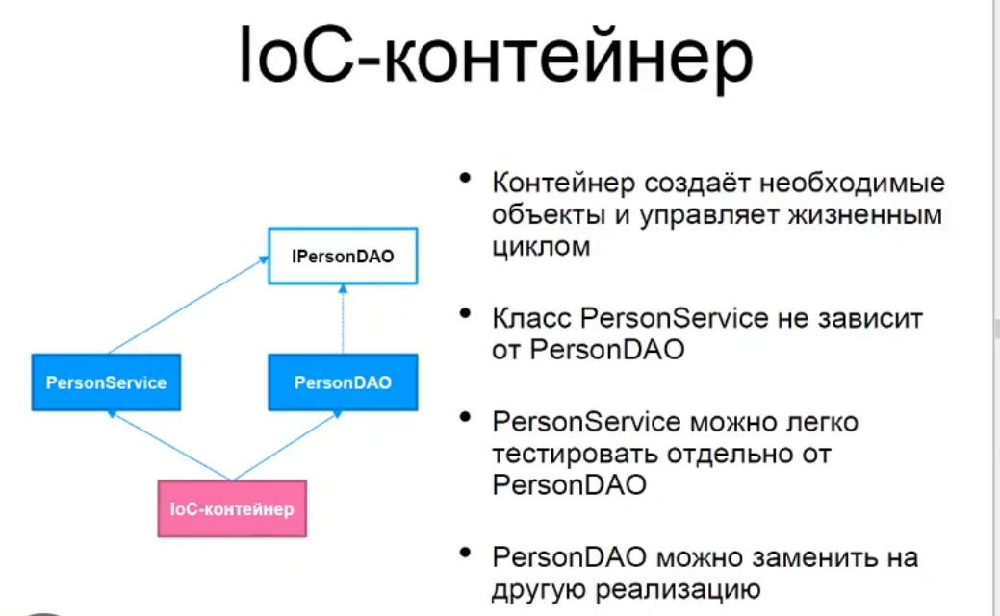 IoC-контейнер
IPersonDAO
PersonService
PersonDAO
IoC-контейнер
• Контейнер создаёт необходимые
объекты и управляет жизненным
циклом
• Класс PersonService не зависит
от PersonDAO
• PersonService можно легко
тестировать отдельно от
PersonDAO
• PersonDAO можно заменить на
другую реализацию